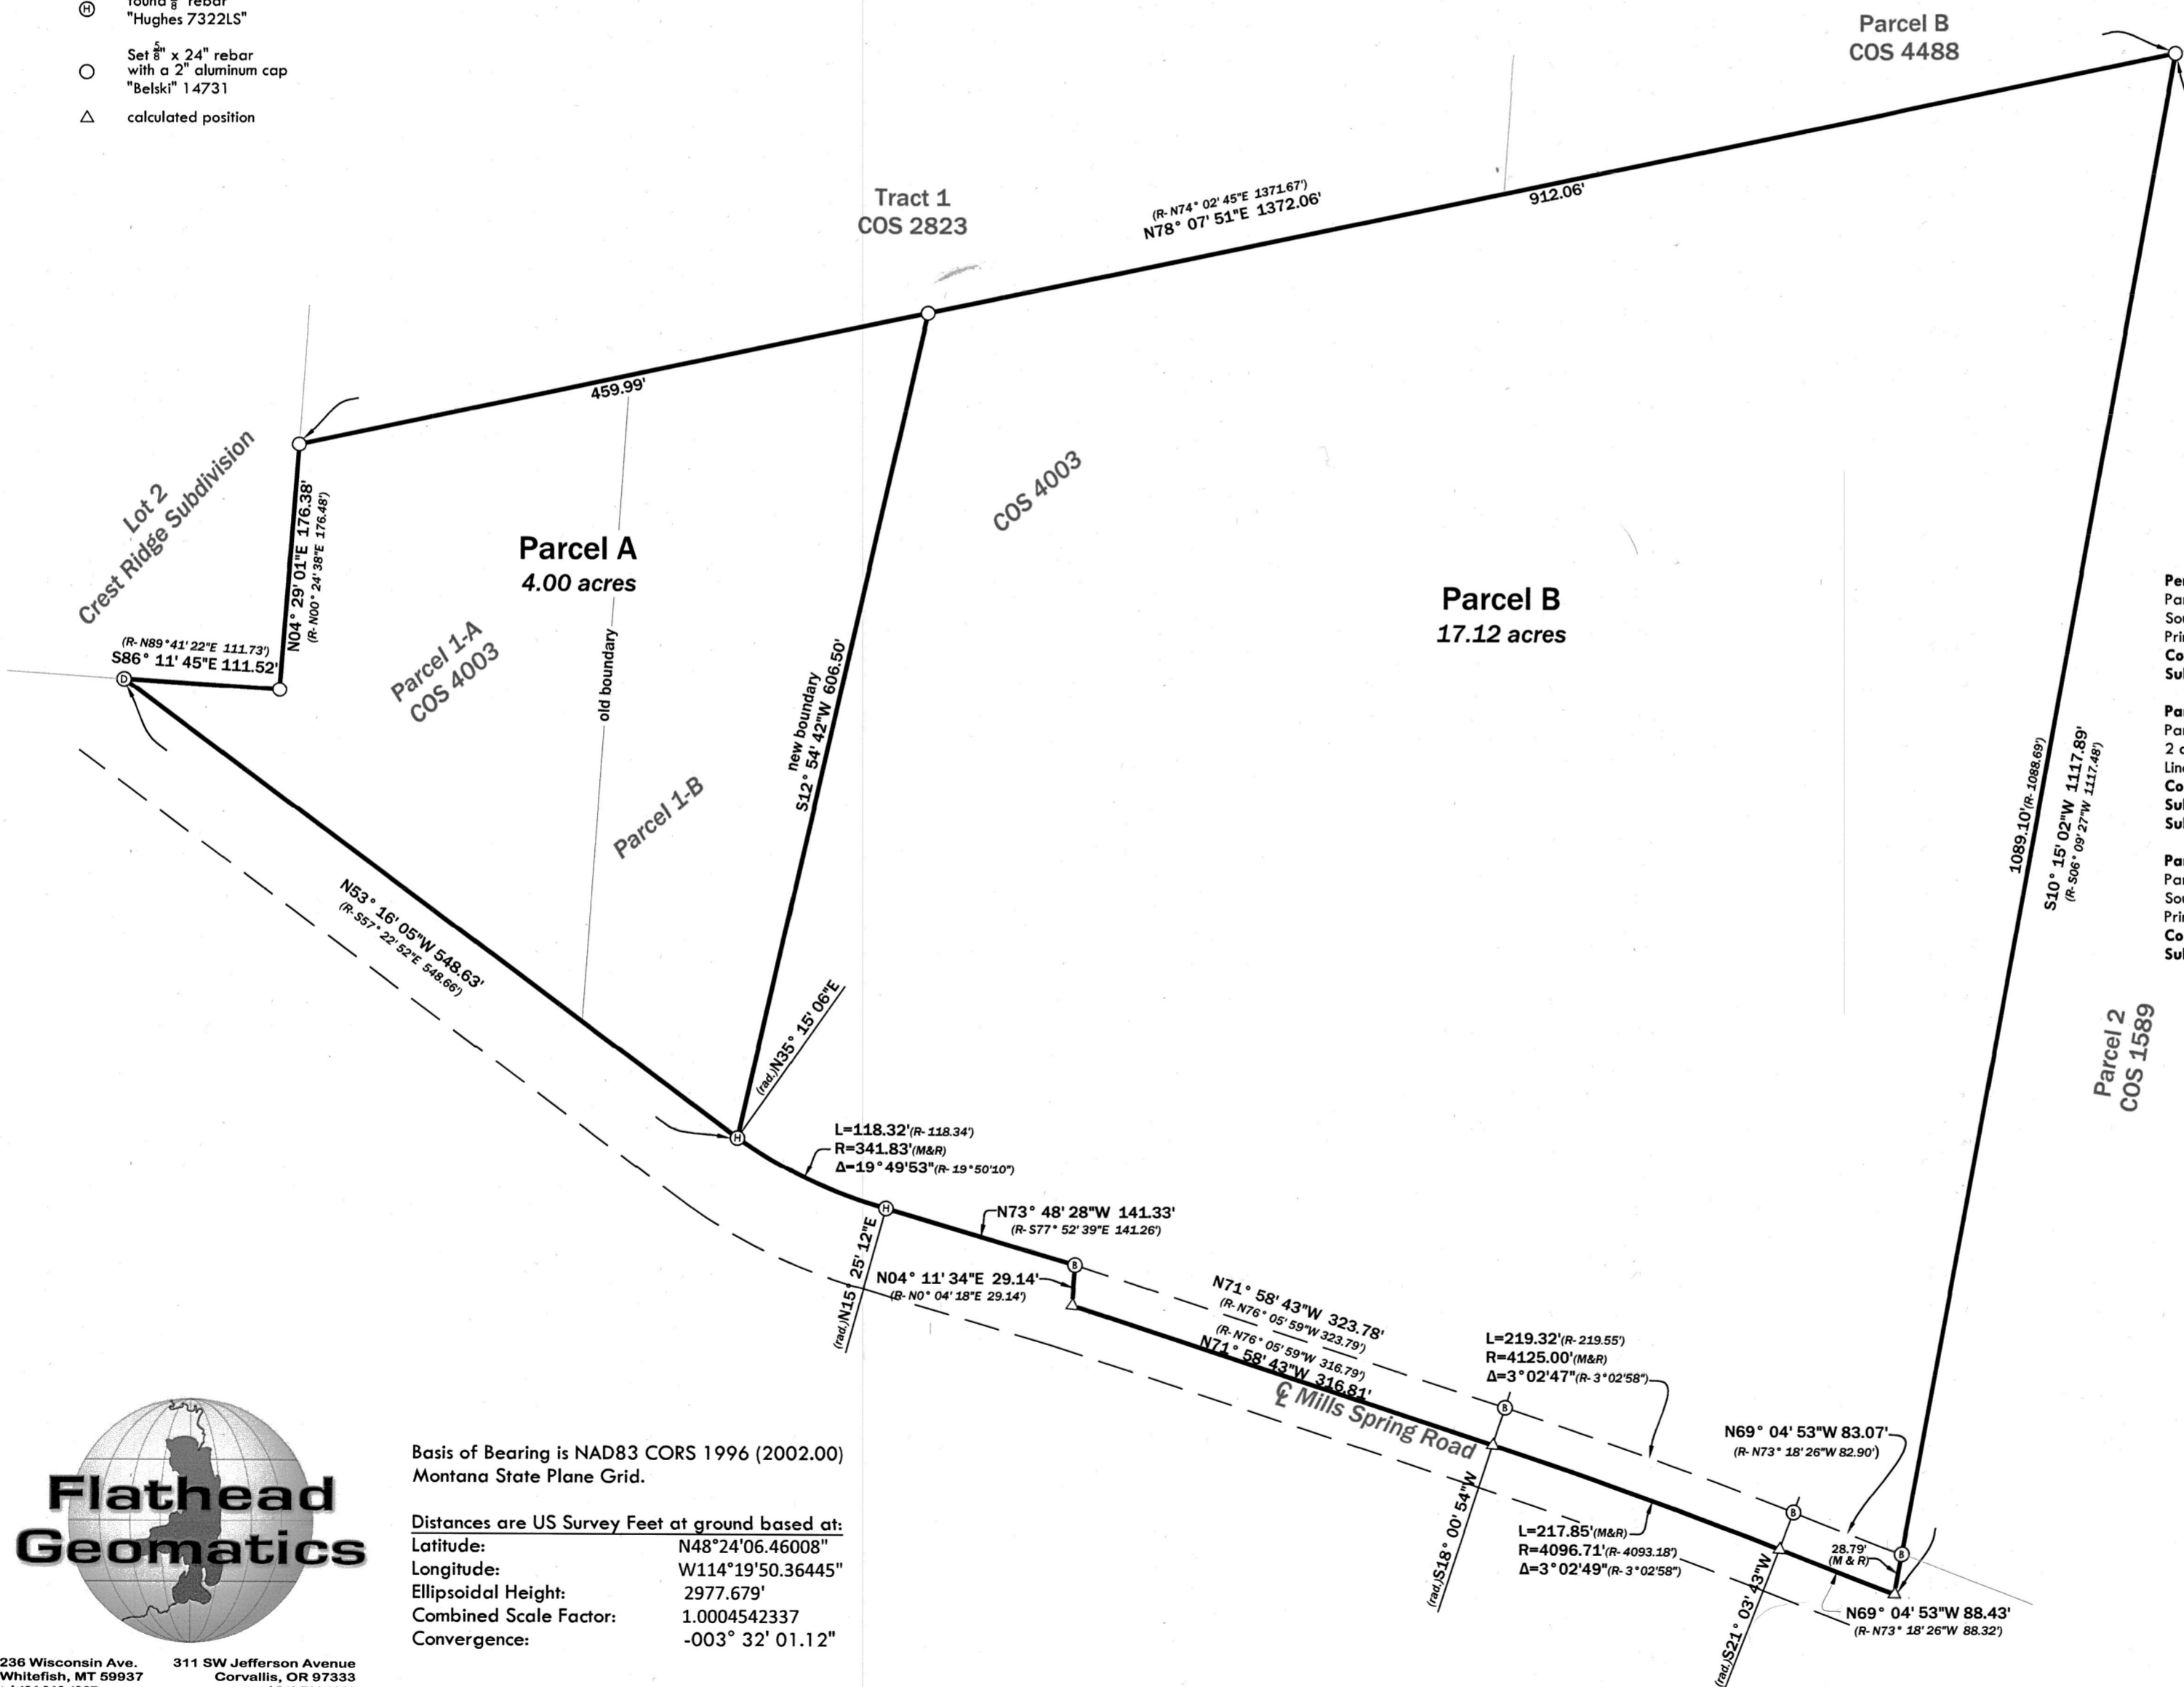 found 5/8" rebar
"Hughes 7322LS"
Set 5/8" x 24" rebar
with a 2" aluminum cap
"Belski" 14731
calculated position
Parcel B
COS 4488
Tract 1
COS 2823
(R- N74° 02' 45"E 1371.67')
N78° 07' 51"E 1372.06'
912.06'
459.99'
Lot 2
Crest Ridge Subdivision
N04° 29' 01"E 176.38'
(R- N00° 24' 38"E 176.48')
(R- N89°41' 22"E 111.73')
S86° 11' 45"E 111.52'
D
Parcel A
4.00 acres
Parcel 1-A
COS 4003
old boundary
Parcel 1-B
new boundary
S12° 54' 42"W 606.50'
COS 4003
Parcel B
17.12 acres
1089.10'(R- 1088.69')
S10° 15' 02"W 1117.89'
(R- S06° 09' 27"W 1117.48')
Parcel 2
COS 1589
N53° 16' 05"W 548.63'
(R- S57° 22' 52"E 548.66')
(rad.)N35° 15' 06"E
H
L=118.32'(R- 118.34')
R=341.83'(M&R)
Δ=19°49'53"(R- 19°50'10")
H
(rad.)N15° 25' 12"E
N73° 48' 28"W 141.33'
(R- S77° 52' 39"E 141.26')
B
N04° 11' 34"E 29.14'
(R- N0° 04' 18"E 29.14')
N71° 58' 43"W 323.78'
(R- N76° 05' 59"W 323.79')
(R- N76° 05' 59"W 316.79')
N71° 58' 43"W 316.81'
℄ Mills Spring Road
L=219.32'(R- 219.55')
R=4125.00'(M&R)
Δ=3°02'47"(R- 3°02'58")
B
(rad.)S18° 00' 54"W
L=217.85'(M&R)
R=4096.71'(R- 4093.18')
Δ=3°02'49"(R- 3°02'58")
B
(rad.)S21° 03' 43"W
N69° 04' 53"W 83.07'
(R- N73° 18' 26"W 82.90')
28.79'
(M & R)
B
N69° 04' 53"W 88.43'
(R- N73° 18' 26"W 88.32')
Flathead
Geomatics
236 Wisconsin Ave.
Whitefish, MT 59937
311 SW Jefferson Avenue
Corvallis, OR 97333
Basis of Bearing is NAD83 CORS 1996 (2002.00)
Montana State Plane Grid.
Distances are US Survey Feet at ground based at:
Latitude: N48°24'06.46008"
Longitude: W114°19'50.36445"
Ellipsoidal Height: 2977.679'
Combined Scale Factor: 1.0004542337
Convergence: -003° 32' 01.12"